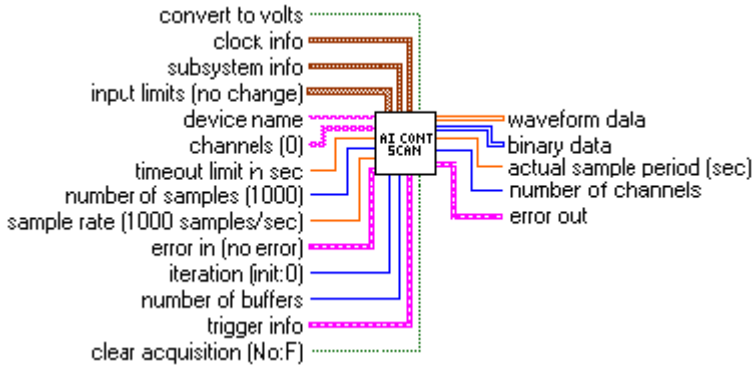 convert to volts
clock info
subsystem info
input limits (no change)
device name
channels (0)
timeout limit in sec
number of samples (1000)
sample rate (1000 samples/sec)
error in (no error)
iteration (init:0)
number of buffers
trigger info
clear acquisition (No:F)
AI CONT
SCAN
waveform data
binary data
actual sample period (sec)
number of channels
error out